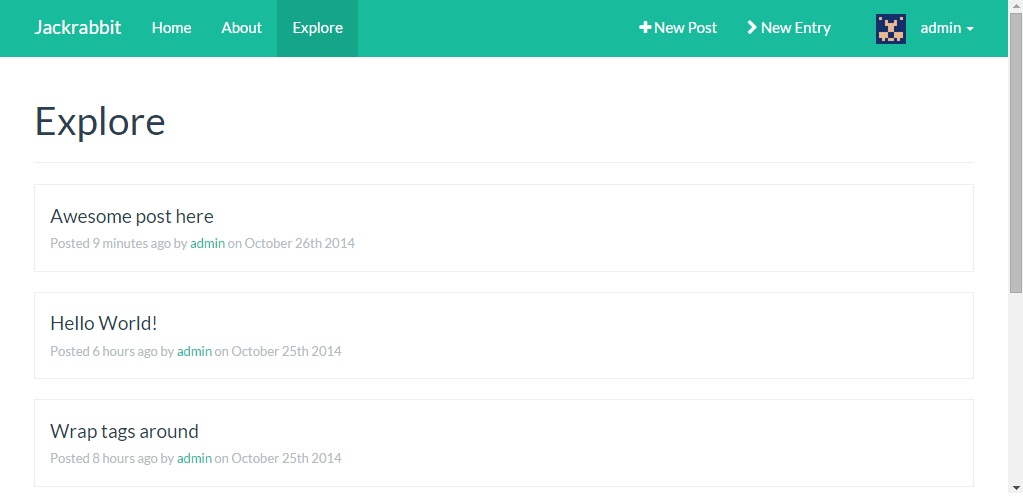 Jackrabbit Home About Explore New Post New Entry admin
Explore
Awesome post here
Posted 9 minutes ago by admin on October 26th 2014
Hello World!
Posted 6 hours ago by admin on October 25th 2014
Wrap tags around
Posted 8 hours ago by admin on October 25th 2014